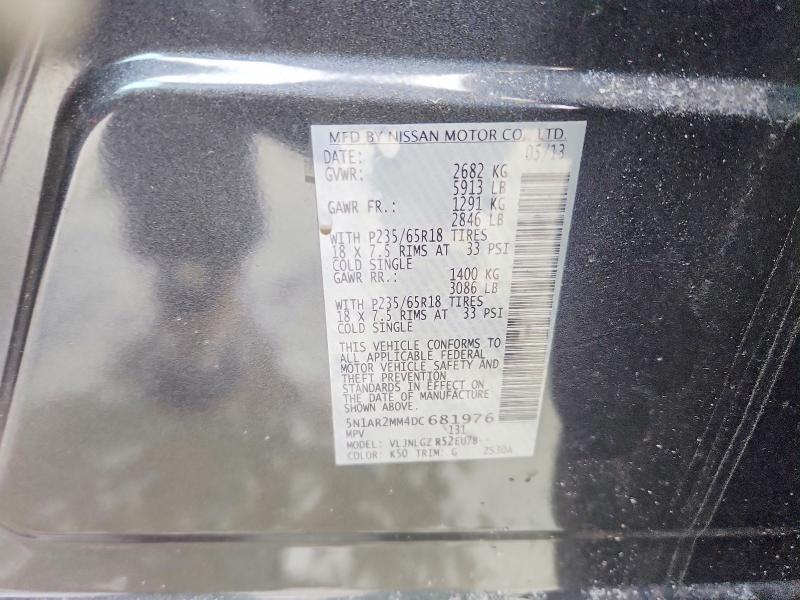 MFD BY NISSAN MOTOR CO., LTD.
DATE: 05/13
GVWR: 2682 KG
5913 LB
GAWR FR.: 1291 KG
2846 LB
WITH P235/65R18 TIRES
18 X 7.5 RIMS AT 33 PSI
COLD SINGLE
GAWR RR.: 1400 KG
3086 LB
WITH P235/65R18 TIRES
18 X 7.5 RIMS AT 33 PSI
COLD SINGLE
THIS VEHICLE CONFORMS TO
ALL APPLICABLE FEDERAL
MOTOR VEHICLE SAFETY AND
THEFT PREVENTION
STANDARDS IN EFFECT ON
THE DATE OF MANUFACTURE
SHOWN ABOVE.
5N1AR2MM4DC681976
MPV 131
MODEL: VLJNLGZ R52EU78--
COLOR: K50 TRIM: G 2530A